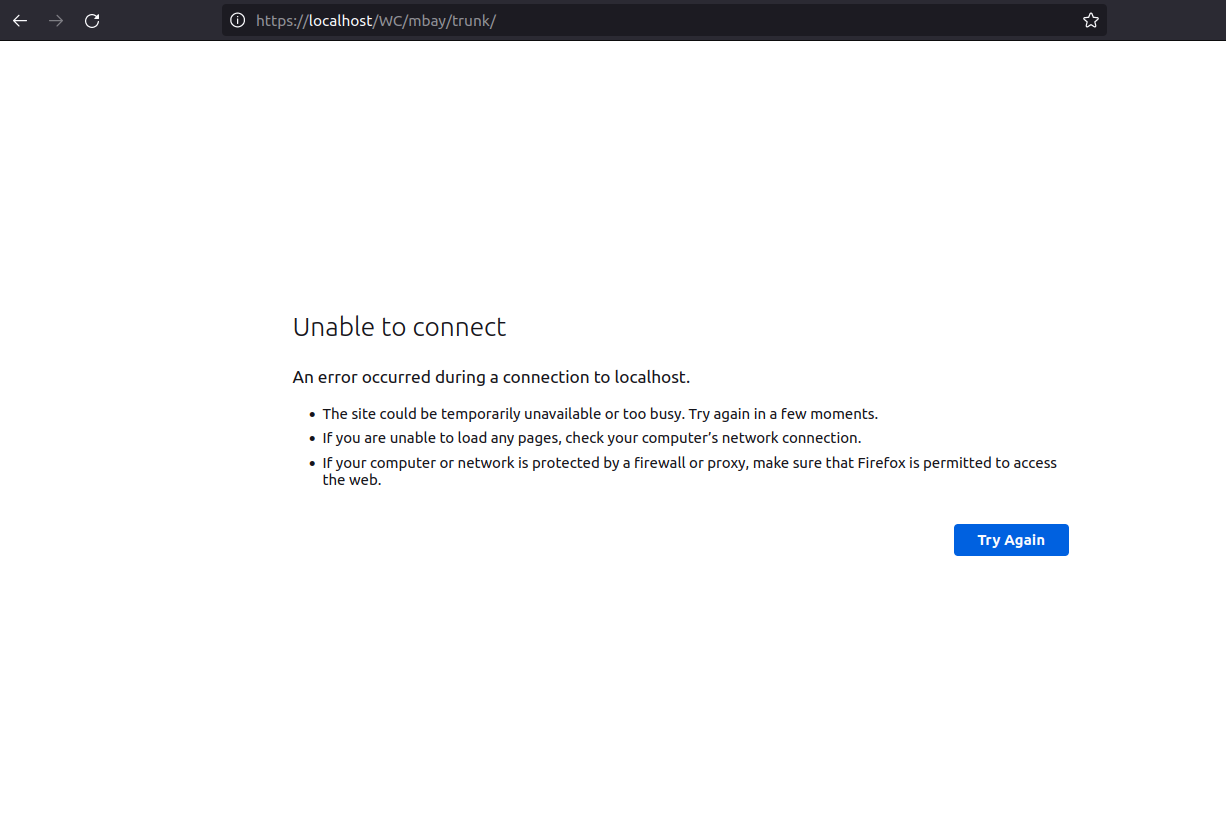 https://localhost/WC/mbay/trunk/
Unable to connect
An error occurred during a connection to localhost.
• The site could be temporarily unavailable or too busy. Try again in a few moments.
• If you are unable to load any pages, check your computer’s network connection.
• If your computer or network is protected by a firewall or proxy, make sure that Firefox is permitted to access
the web.
Try Again